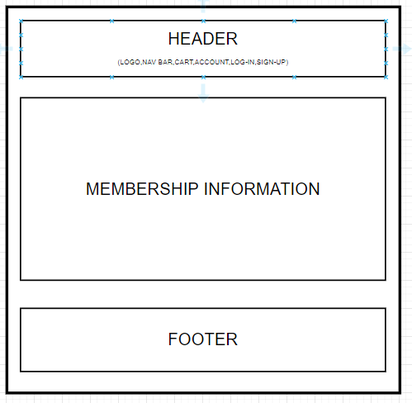 HEADER
(LOGO,NAV BAR,CART,ACCOUNT,LOG-IN,SIGN-UP)
MEMBERSHIP INFORMATION
FOOTER